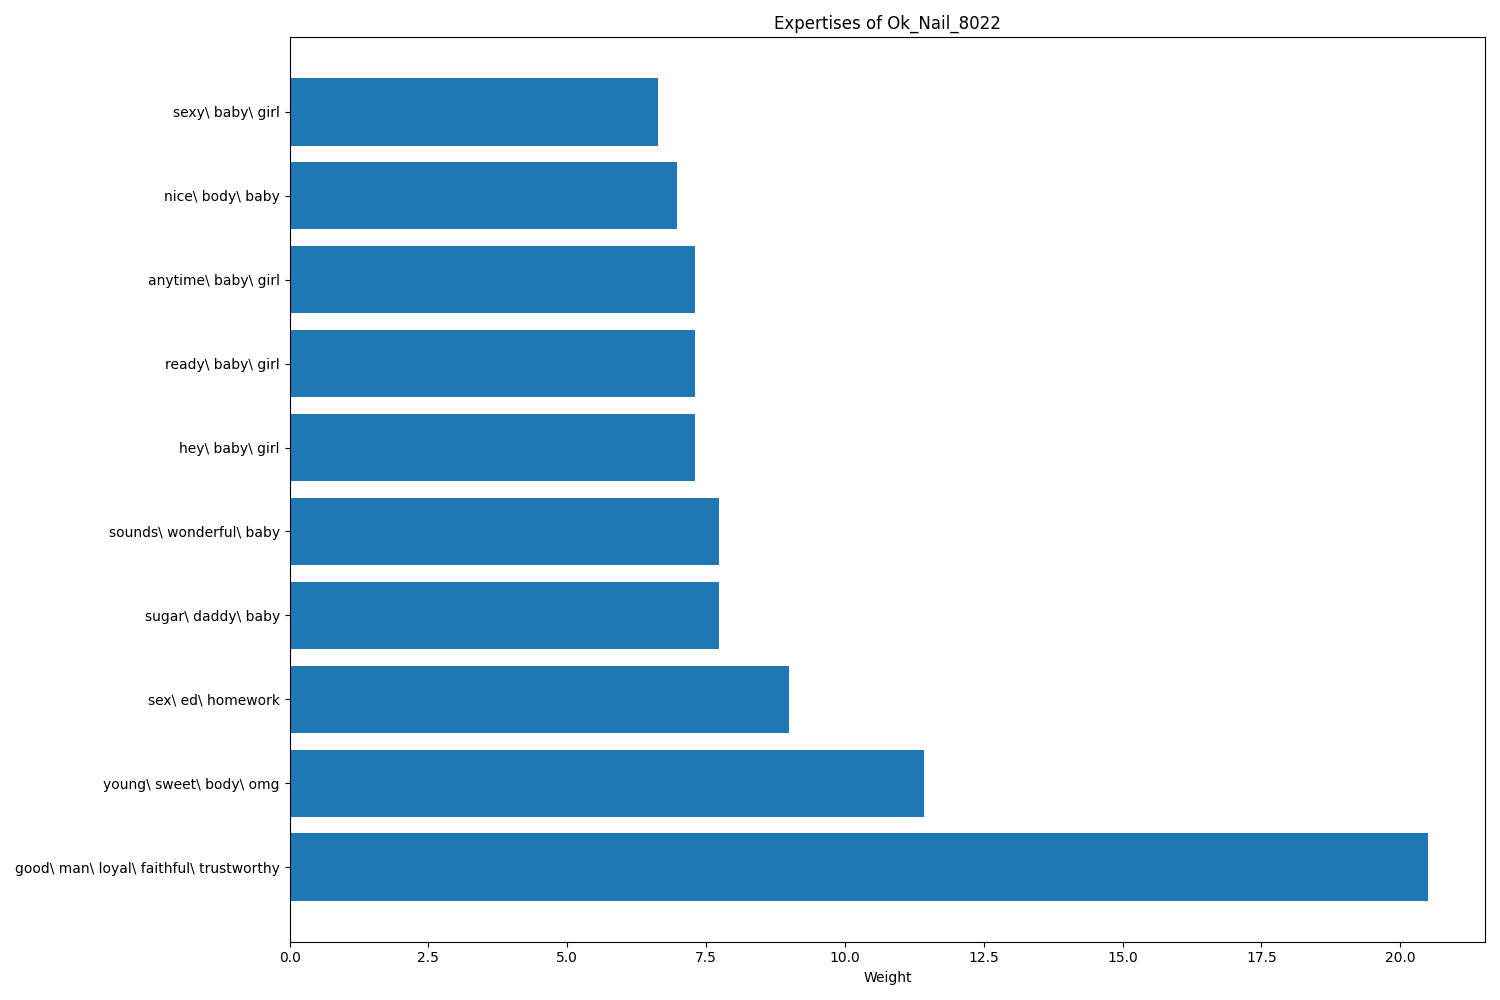 Expertises of Ok_Nail_8022
sexy\ baby\ girl
nice\ body\ baby
anytime\ baby\ girl
ready\ baby\ girl
hey\ baby\ girl
sounds\ wonderful\ baby
sugar\ daddy\ baby
sex\ ed\ homework
young\ sweet\ body\ omg
good\ man\ loyal\ faithful\ trustworthy
0.0 2.5 5.0 7.5 10.0 12.5 15.0 17.5 20.0
Weight